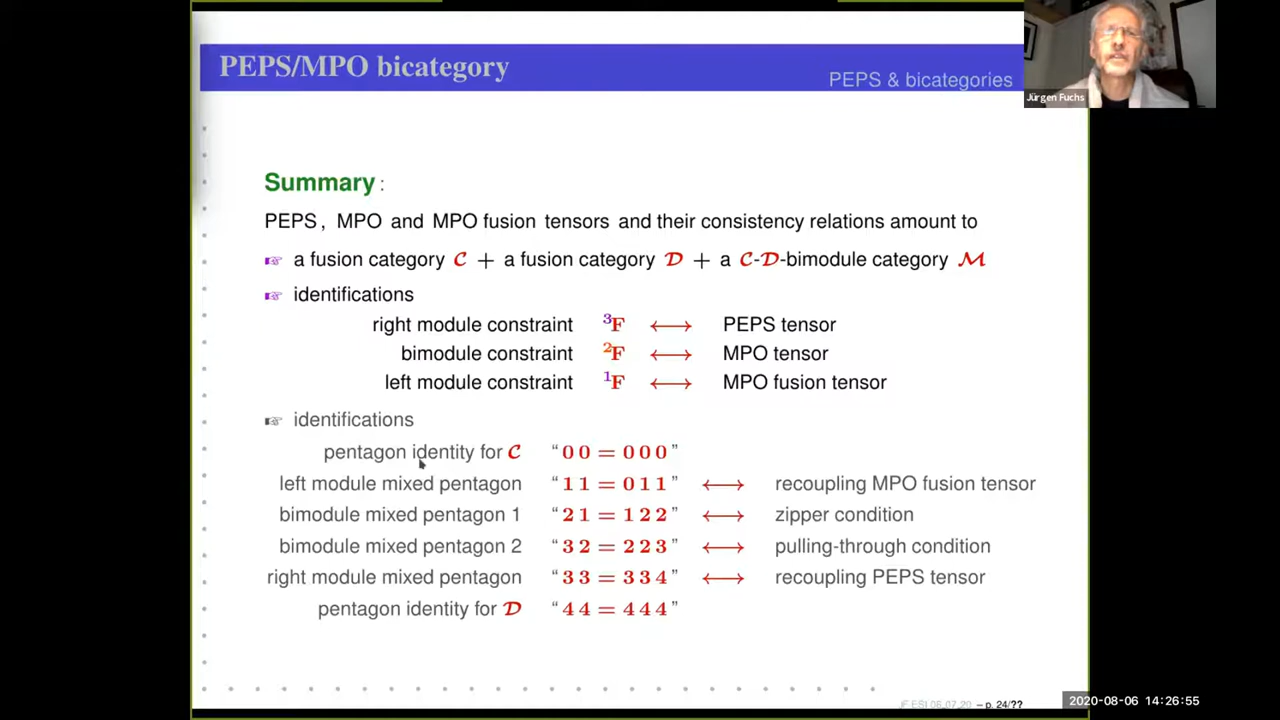 PEPS/MPO bicategory
PEPS & bicategories
Jürgen Fuchs
Summary :
PEPS , MPO and MPO fusion tensors and their consistency relations amount to
☞ a fusion category C + a fusion category D + a C-D-bimodule category M
☞ identifications
right module constraint ³F ⟷ PEPS tensor
bimodule constraint ²F ⟷ MPO tensor
left module constraint ¹F ⟷ MPO fusion tensor
☞ identifications
pentagon identity for C “ 0 0 = 0 0 0 ”
left module mixed pentagon “ 1 1 = 0 1 1 ” ⟷ recoupling MPO fusion tensor
bimodule mixed pentagon 1 “ 2 1 = 1 2 2 ” ⟷ zipper condition
bimodule mixed pentagon 2 “ 3 2 = 2 2 3 ” ⟷ pulling-through condition
right module mixed pentagon “ 3 3 = 3 3 4 ” ⟷ recoupling PEPS tensor
pentagon identity for D “ 4 4 = 4 4 4 ”
JF ESI 06.07.20 – p. 24/??
2020-08-06 14:26:55